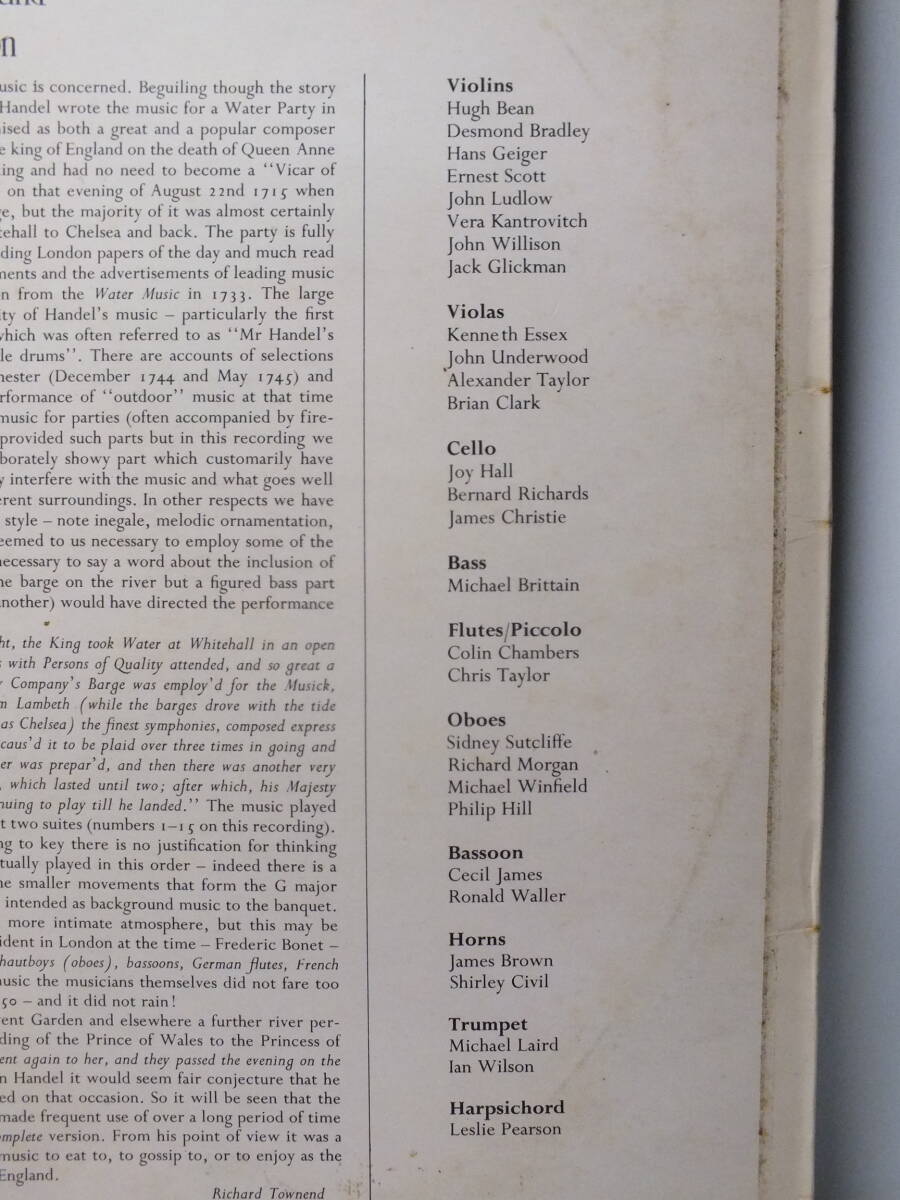 on
usic is concerned. Beguiling though the story
Handel wrote the music for a Water Party in
ised as both a great and a popular composer
e king of England on the death of Queen Anne
ing and had no need to become a "Vicar of
on that evening of August 22nd 1715 when
ge, but the majority of it was almost certainly
tehall to Chelsea and back. The party is fully
ding London papers of the day and much read
ments and the advertisements of leading music
n from the Water Music in 1733. The large
ity of Handel's music – particularly the first
which was often referred to as "Mr Handel's
le drums". There are accounts of selections
hester (December 1744 and May 1745) and
erformance of "outdoor" music at that time
music for parties (often accompanied by fire-
provided such parts but in this recording we
borately showy part which customarily have
y interfere with the music and what goes well
erent surroundings. In other respects we have
style – note inegale, melodic ornamentation,
eemed to us necessary to employ some of the
necessary to say a word about the inclusion of
he barge on the river but a figured bass part
another) would have directed the performance
ht, the King took Water at Whitehall in an open
s with Persons of Quality attended, and so great a
y Company's Barge was employ'd for the Musick,
m Lambeth (while the barges drove with the tide
as Chelsea) the finest symphonies, composed express
caus'd it to be plaid over three times in going and
er was prepar'd, and then there was another very
, which lasted until two; after which, his Majesty
nuing to play till he landed." The music played
t two suites (numbers 1–15 on this recording).
ng to key there is no justification for thinking
tually played in this order – indeed there is a
he smaller movements that form the G major
intended as background music to the banquet.
more intimate atmosphere, but this may be
ident in London at the time – Frederic Bonet –
hautboys (oboes), bassoons, German flutes, French
music the musicians themselves did not fare too
50 – and it did not rain!
ent Garden and elsewhere a further river per-
ding of the Prince of Wales to the Princess of
ent again to her, and they passed the evening on the
n Handel it would seem fair conjecture that he
ed on that occasion. So it will be seen that the
made frequent use of over a long period of time
omplete version. From his point of view it was a
music to eat to, to gossip to, or to enjoy as the
England.
Richard Townend
Violins
Hugh Bean
Desmond Bradley
Hans Geiger
Ernest Scott
John Ludlow
Vera Kantrovitch
John Willison
Jack Glickman
Violas
Kenneth Essex
John Underwood
Alexander Taylor
Brian Clark
Cello
Joy Hall
Bernard Richards
James Christie
Bass
Michael Brittain
Flutes/Piccolo
Colin Chambers
Chris Taylor
Oboes
Sidney Sutcliffe
Richard Morgan
Michael Winfield
Philip Hill
Bassoon
Cecil James
Ronald Waller
Horns
James Brown
Shirley Civil
Trumpet
Michael Laird
Ian Wilson
Harpsichord
Leslie Pearson